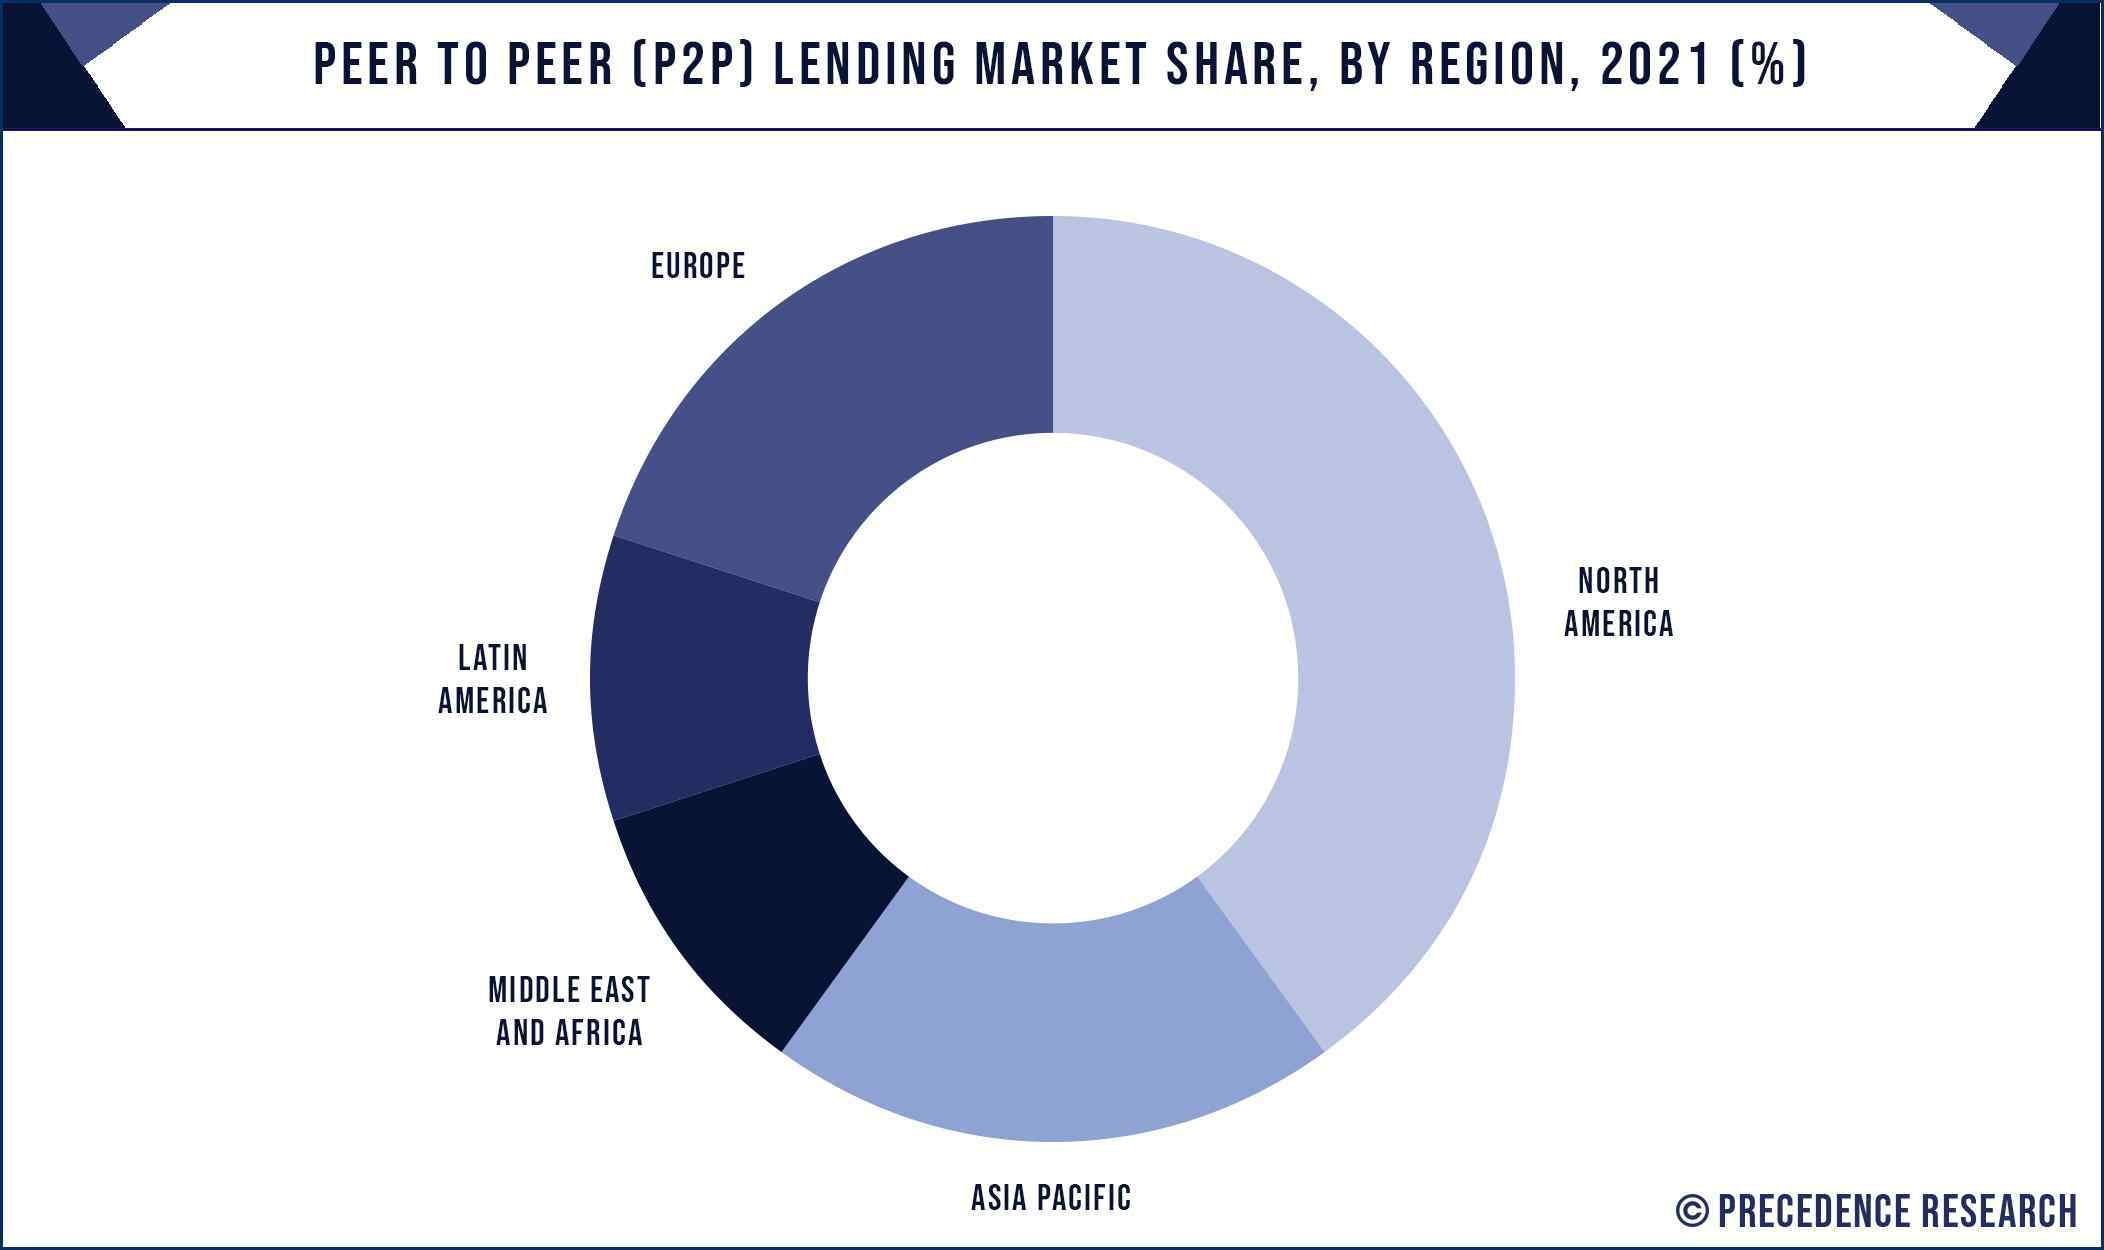 PEER TO PEER (P2P) LENDING MARKET SHARE, BY REGION, 2021 (%)
EUROPE
NORTH
AMERICA
LATIN
AMERICA
MIDDLE EAST
AND AFRICA
ASIA PACIFIC
© PRECEDENCE RESEARCH